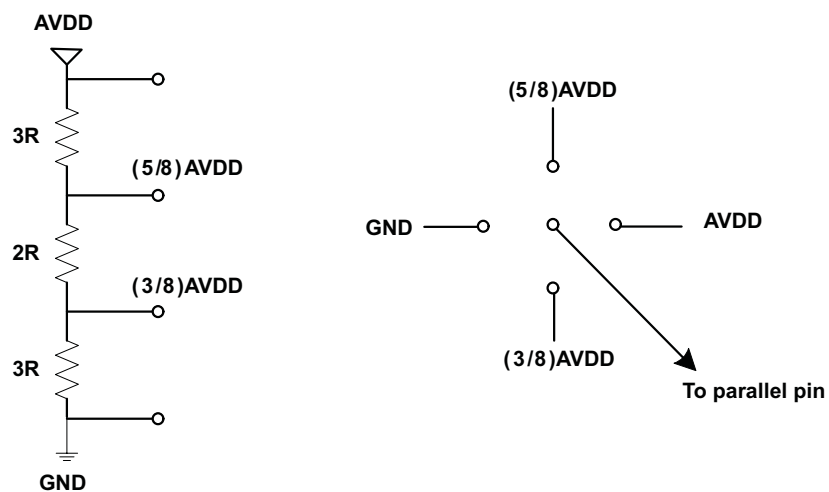 AVDD
3R
(5/8)AVDD
2R
(3/8)AVDD
3R
GND
(5/8)AVDD
GND
AVDD
(3/8)AVDD
To parallel pin